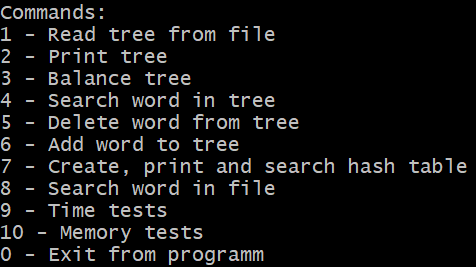 Commands:
1 - Read tree from file
2 - Print tree
3 - Balance tree
4 - Search word in tree
5 - Delete word from tree
6 - Add word to tree
7 - Create, print and search hash table
8 - Search word in file
9 - Time tests
10 - Memory tests
0 - Exit from programm